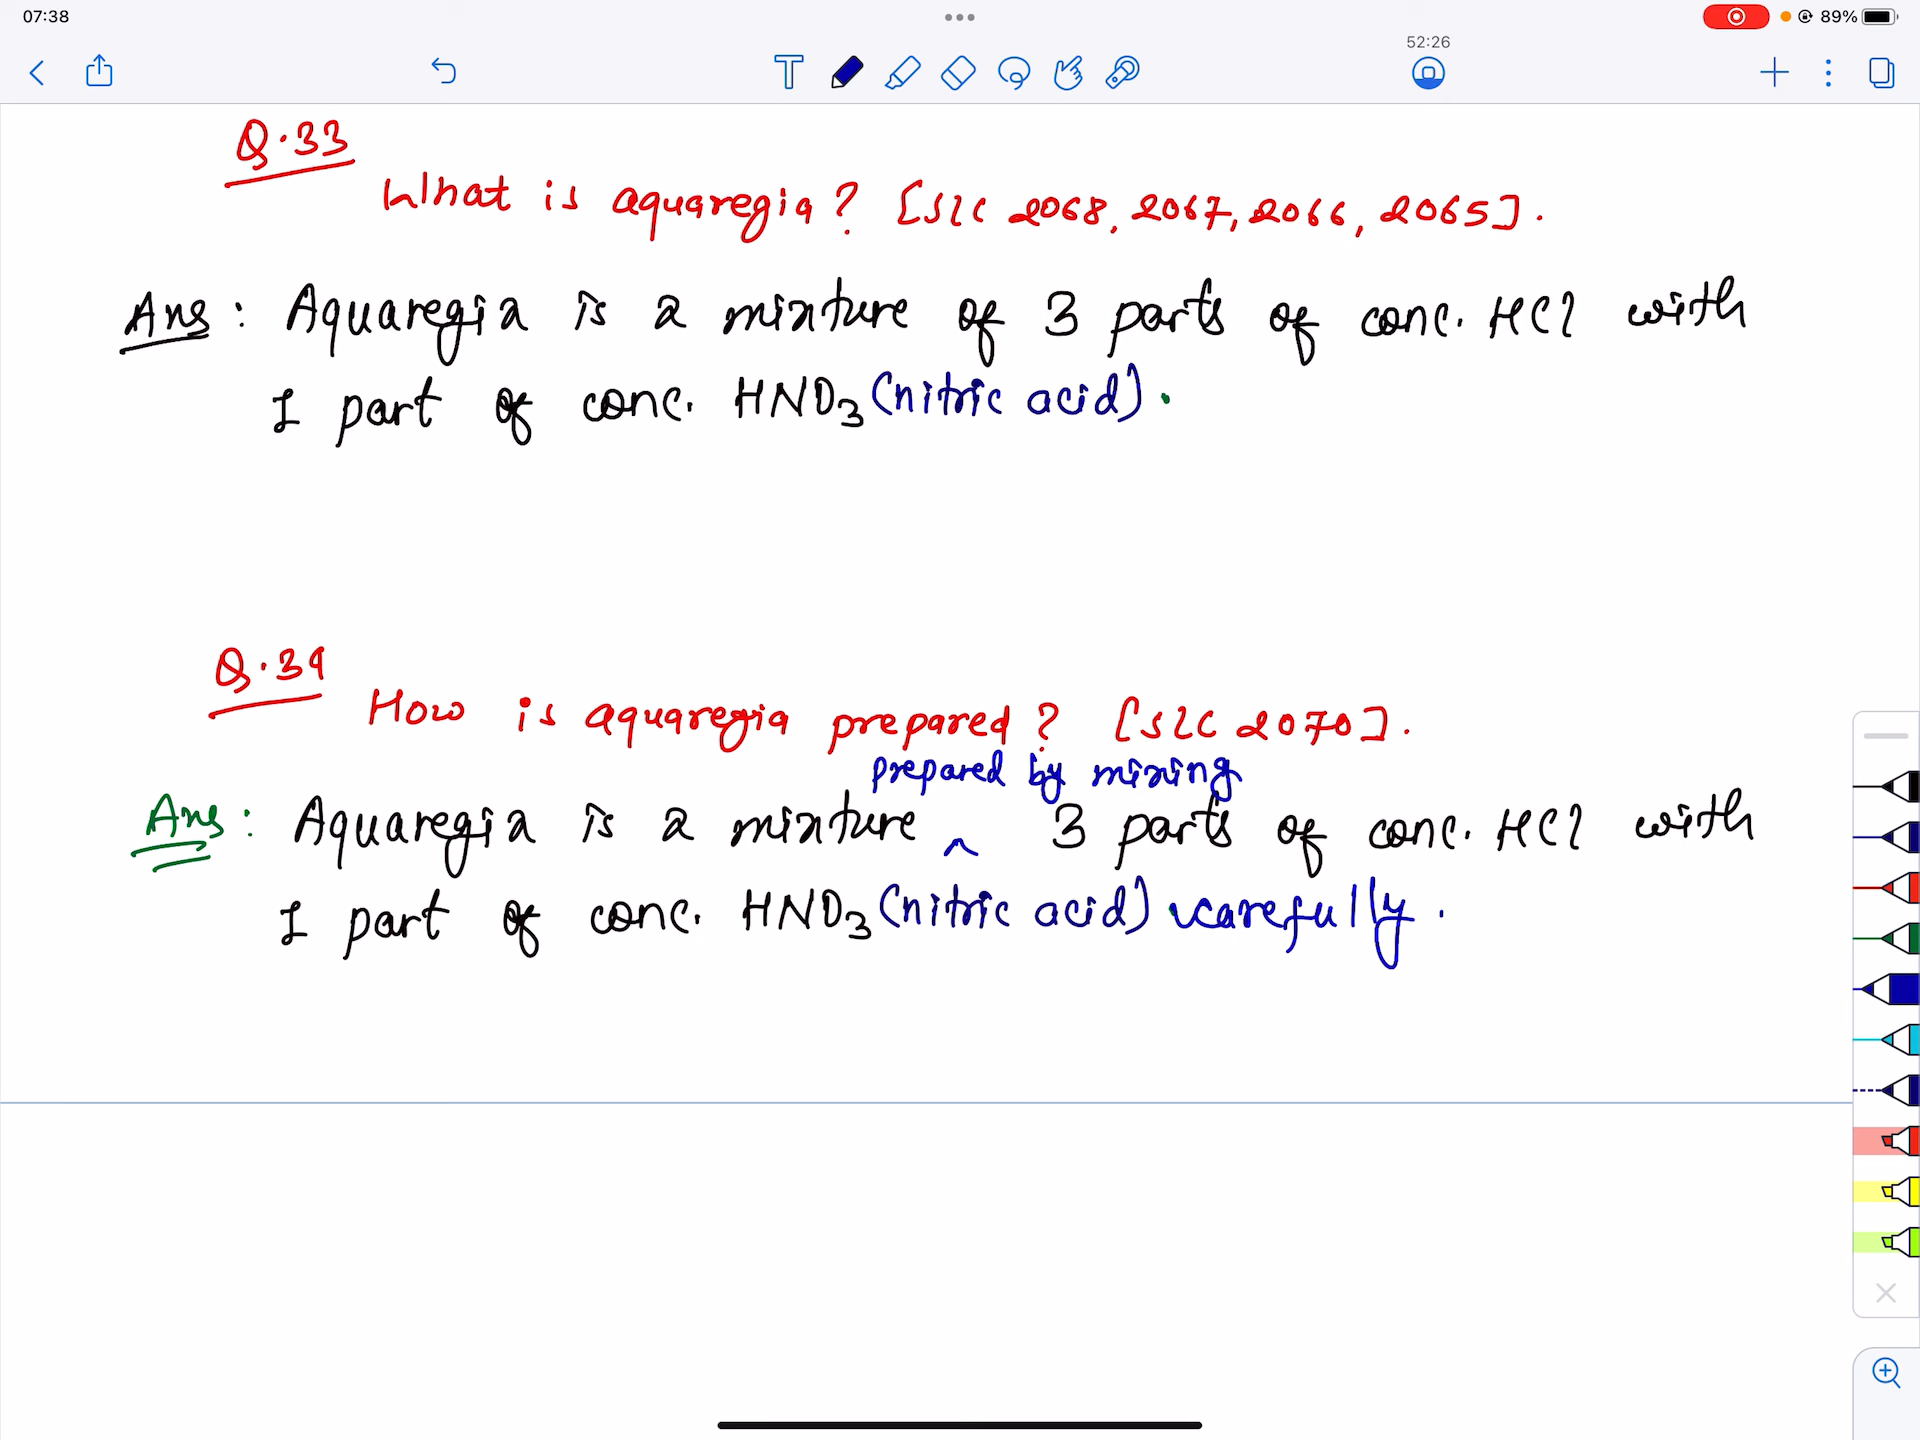 07:38
89%
52:26
Q.33
What is aquaregia? [SLC 2068, 2067, 2066, 2065].
Ans: Aquaregia is a mixture of 3 parts of conc. HCl with
1 part of conc. HNO3 (nitric acid).
Q.34
How is aquaregia prepared? [SLC 2070].
prepared by mixing
Ans: Aquaregia is a mixture ^ 3 parts of conc. HCl with
1 part of conc. HNO3 (nitric acid) carefully.